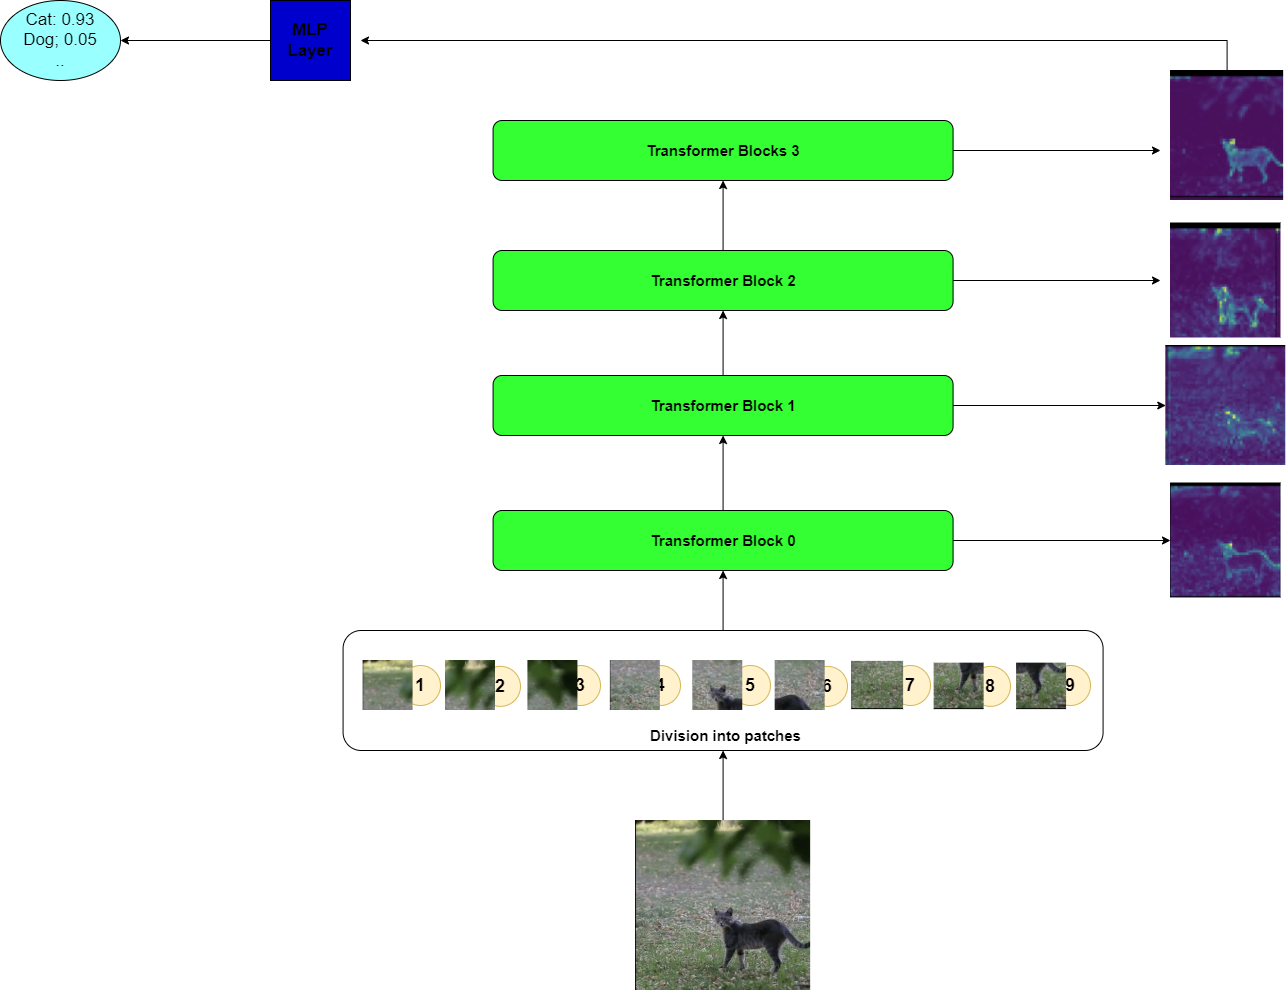 Cat: 0.93
Dog; 0.05
..
MLP
Layer
Transformer Blocks 3
Transformer Block 2
Transformer Block 1
Transformer Block 0
1 2 3 4 5 6 7 8 9
Division into patches